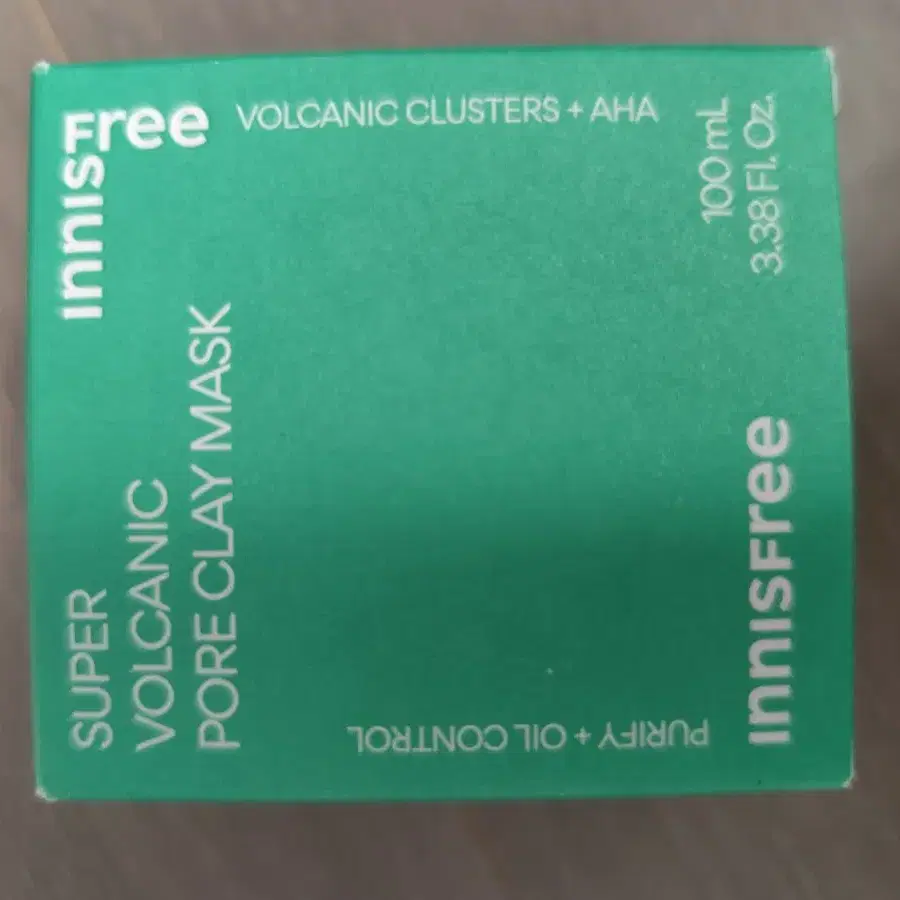 INNISFree
VOLCANIC CLUSTERS + AHA
100 mL
3.38 Fl. Oz.
SUPER
VOLCANIC
PORE CLAY MASK
PURIFY + OIL CONTROL
INNISFree